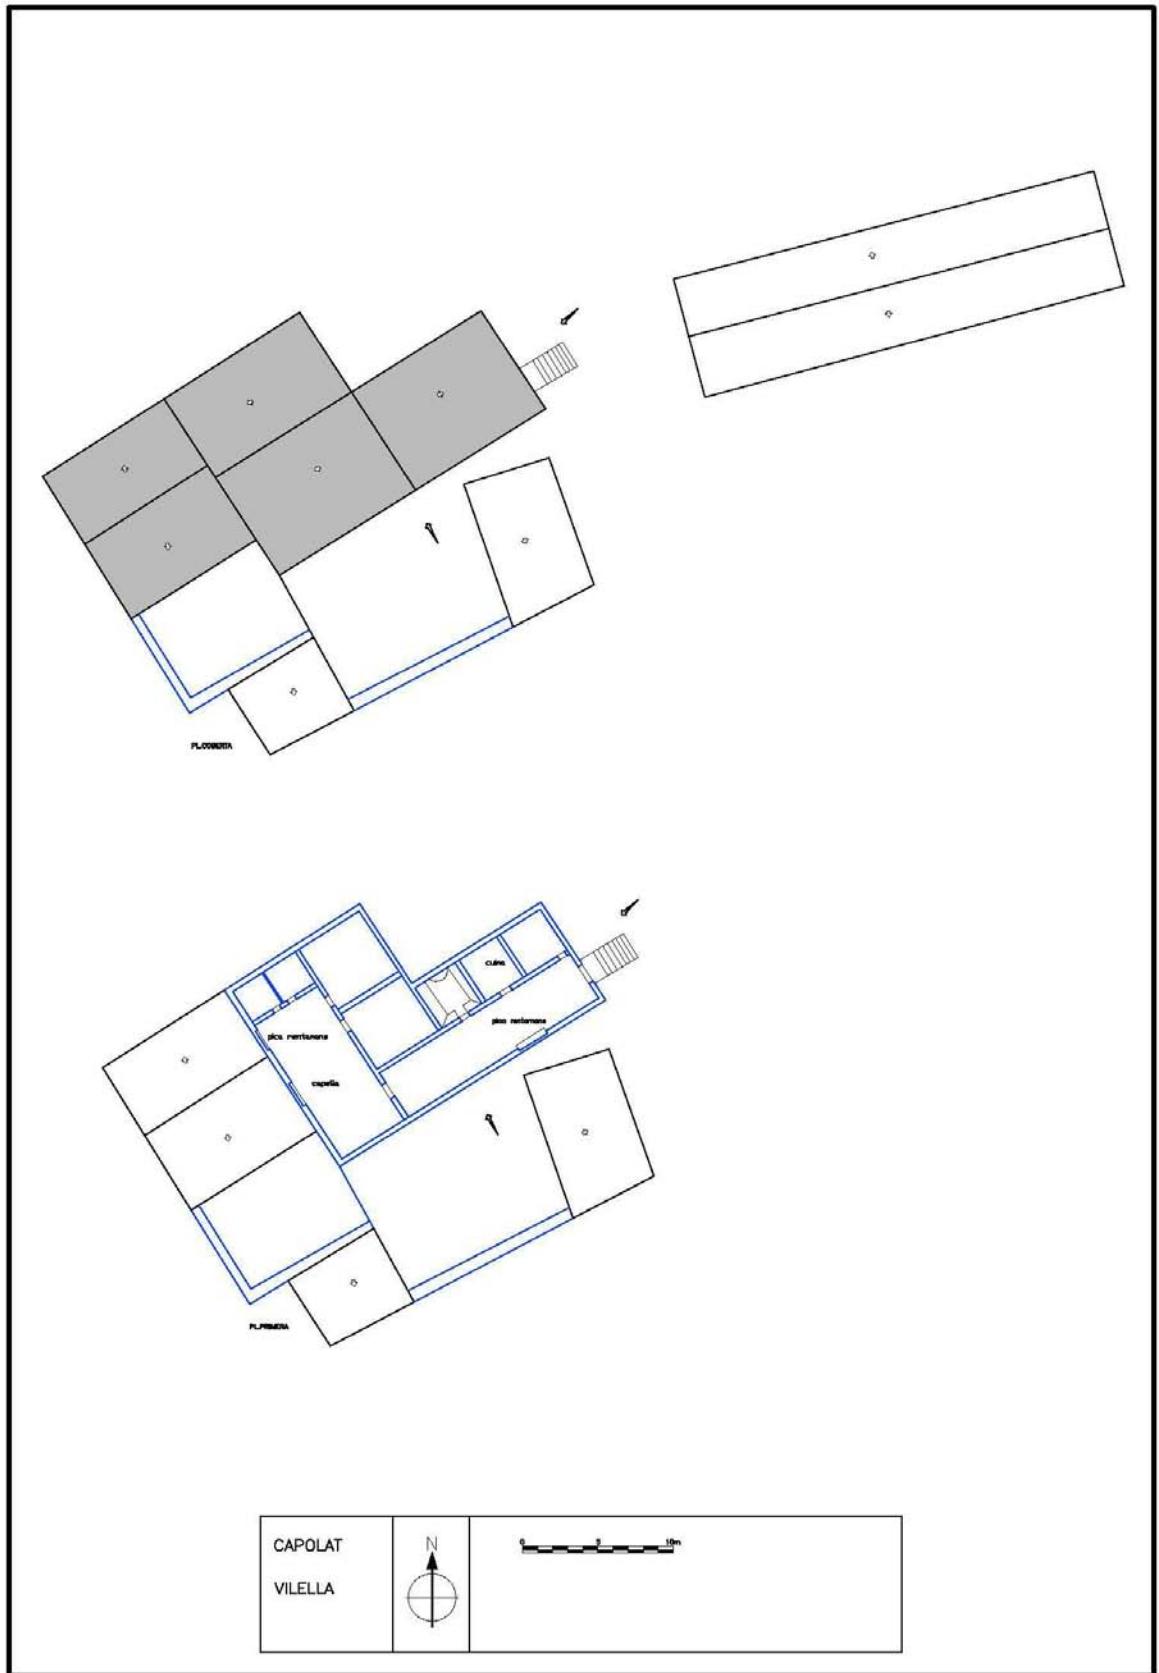 PL.COBERTA
cuina
pica rentamans
pica rentamans
capella
PL.PRIMERA
CAPOLAT
VILELLA
N
0 5 10m